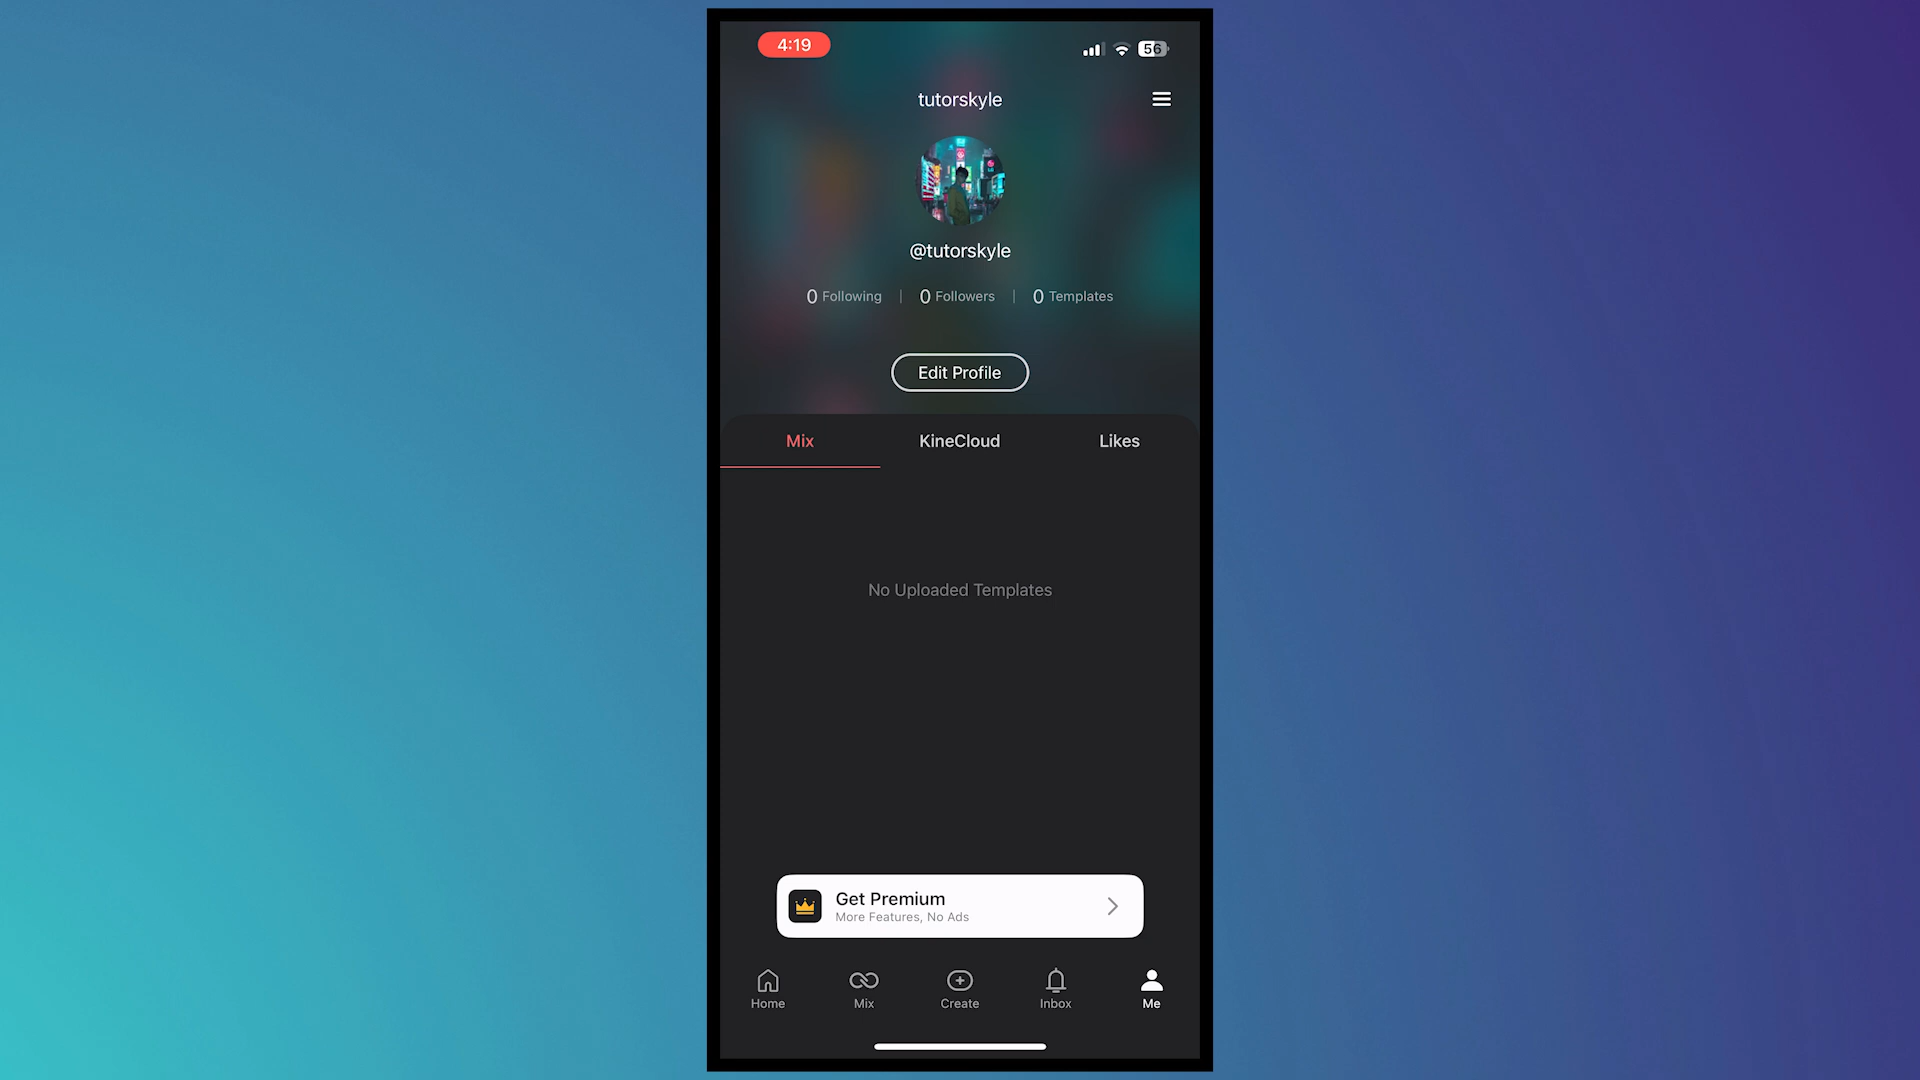 4:19
56
tutorskyle
@tutorskyle
0 Following | 0 Followers | 0 Templates
Edit Profile
Mix KineCloud Likes
No Uploaded Templates
Get Premium
More Features, No Ads
Home Mix Create Inbox Me